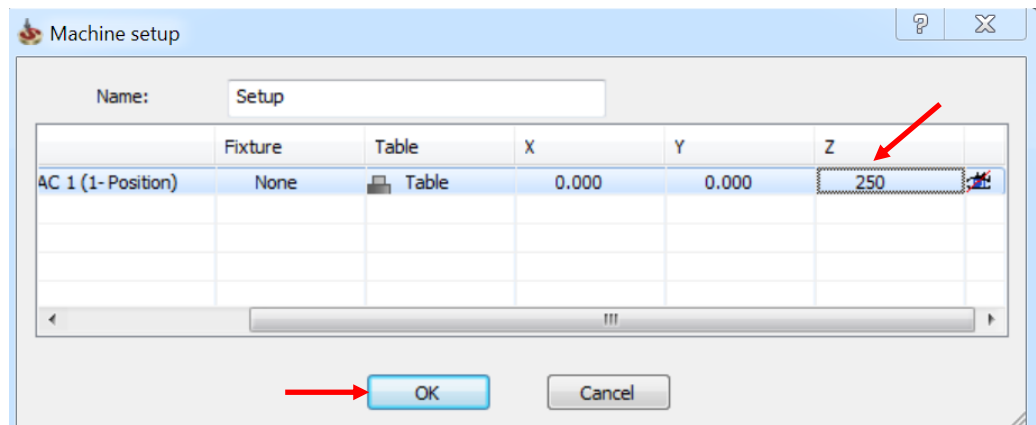 Machine setup
Name: Setup
Fixture Table X Y Z
AC 1 (1- Position) None Table 0.000 0.000 250
OK Cancel